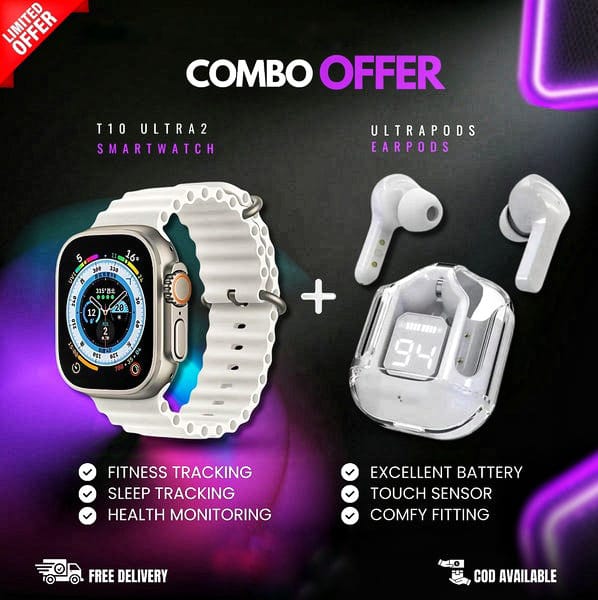 LIMITED
OFFER
COMBO OFFER
T10 ULTRA2
SMARTWATCH
ULTRAPODS
EARPODS
94
FITNESS TRACKING
SLEEP TRACKING
HEALTH MONITORING
EXCELLENT BATTERY
TOUCH SENSOR
COMFY FITTING
FREE DELIVERY
COD AVAILABLE